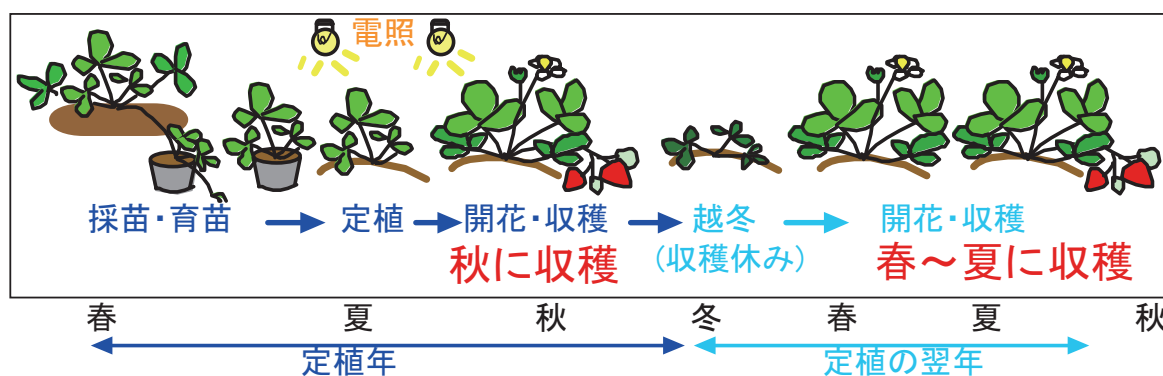 電照
採苗・育苗
定植
開花・収穫
越冬
開花・収穫
秋に収穫
(収穫休み)
春～夏に収穫
春
夏
秋
冬
春
夏
秋
定植年
定植の翌年